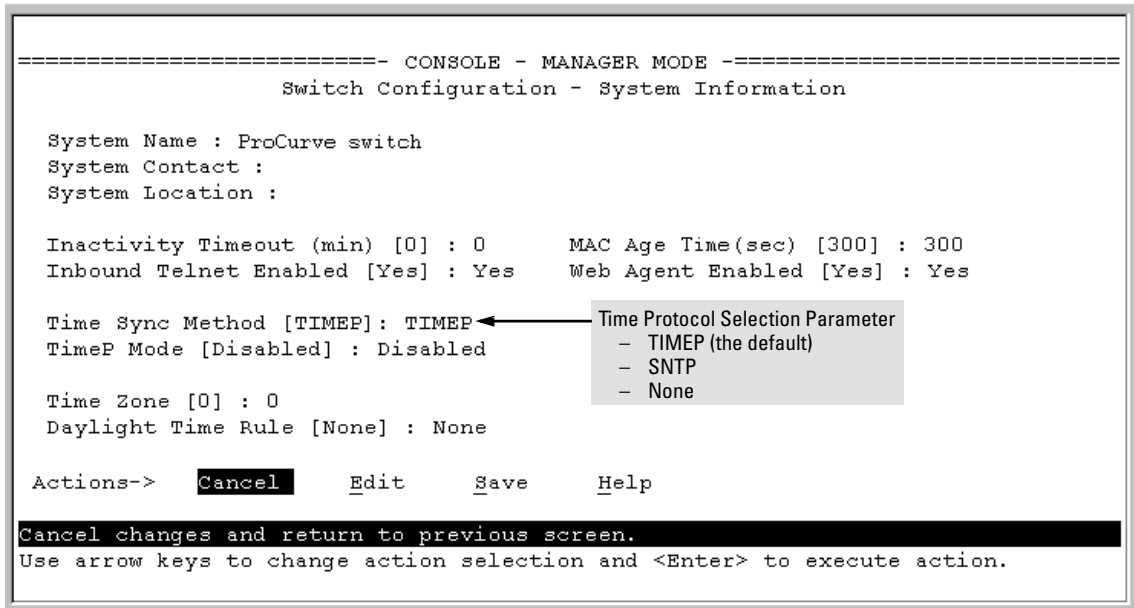 ==========================- CONSOLE - MANAGER MODE -============================
Switch Configuration - System Information
System Name : ProCurve switch
System Contact :
System Location :
Inactivity Timeout (min) [0] : 0 MAC Age Time(sec) [300] : 300
Inbound Telnet Enabled [Yes] : Yes Web Agent Enabled [Yes] : Yes
Time Sync Method [TIMEP]: TIMEP
TimeP Mode [Disabled] : Disabled
Time Protocol Selection Parameter
– TIMEP (the default)
– SNTP
– None
Time Zone [0] : 0
Daylight Time Rule [None] : None
Actions-> Cancel Edit Save Help
Cancel changes and return to previous screen.
Use arrow keys to change action selection and <Enter> to execute action.